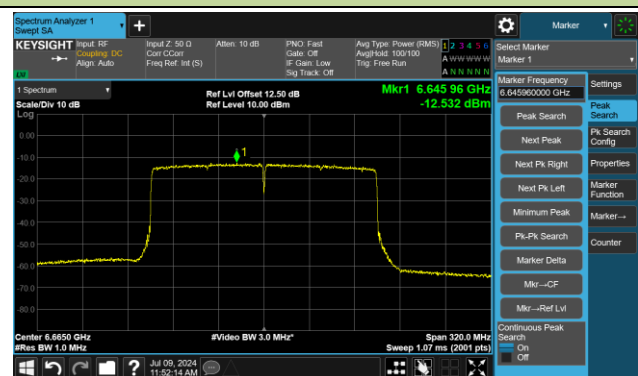 Spectrum Analyzer 1
Swept SA
Marker
KEYSIGHT
Input: RF
Coupling: DC
Align: Auto
Input Z: 50 Ω
Corr CCorr
Freq Ref: Int (S)
Atten: 10 dB
PNO: Fast
Gate: Off
IF Gain: Low
Sig Track: Off
Avg Type: Power (RMS)
Avg|Hold: 100/100
Trig: Free Run
1 2 3 4 5 6
A W W W W W
A N N N N N
LXI
Select Marker
Marker 1
1 Spectrum
Scale/Div 10 dB
Log
Ref Lvl Offset 12.50 dB
Ref Level 10.00 dBm
Mkr1 6.645 96 GHz
-12.532 dBm
0.00
-10.0
-20.0
-30.0
-40.0
-50.0
-60.0
-70.0
-80.0
1
Center 6.6650 GHz
#Res BW 1.0 MHz
#Video BW 3.0 MHz*
Span 320.0 MHz
Sweep 1.07 ms (2001 pts)
Marker Frequency
6.645960000 GHz
Peak Search
Next Peak
Next Pk Right
Next Pk Left
Minimum Peak
Pk-Pk Search
Marker Delta
Mkr→CF
Mkr→Ref Lvl
Continuous Peak
Search
On
Off
Settings
Peak
Search
Pk Search
Config
Properties
Marker
Function
Marker→
Counter
Jul 09, 2024
11:52:14 AM